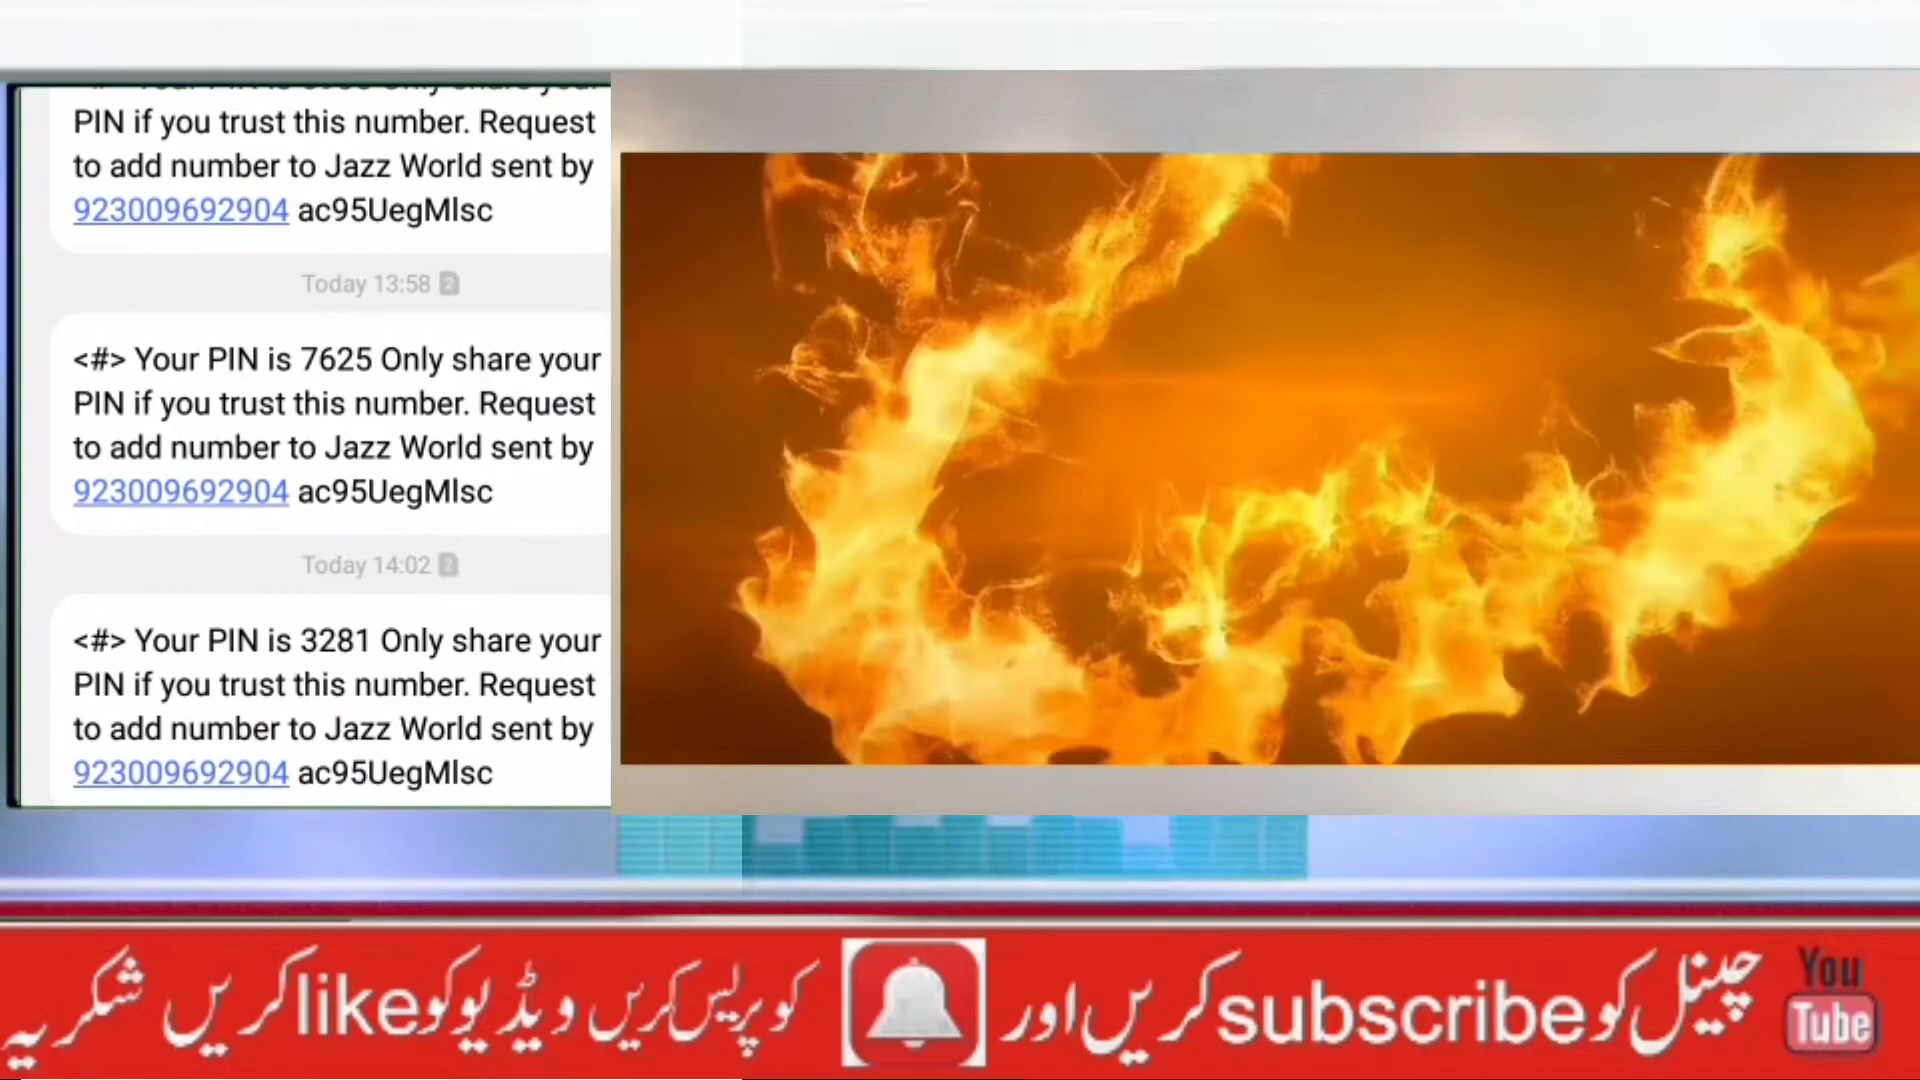 PIN if you trust this number. Request
to add number to Jazz World sent by
923009692904 ac95UegMlsc
Today 13:58 2
<#> Your PIN is 7625 Only share your
PIN if you trust this number. Request
to add number to Jazz World sent by
923009692904 ac95UegMlsc
Today 14:02 2
<#> Your PIN is 3281 Only share your
PIN if you trust this number. Request
to add number to Jazz World sent by
923009692904 ac95UegMlsc
You
Tube
چینل کو subscribe کریں اور کو پریس کریں ویڈیو کو like کریں شکریہ